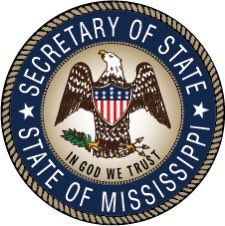 SECRETARY OF STATE
IN GOD WE TRUST
STATE OF MISSISSIPPI